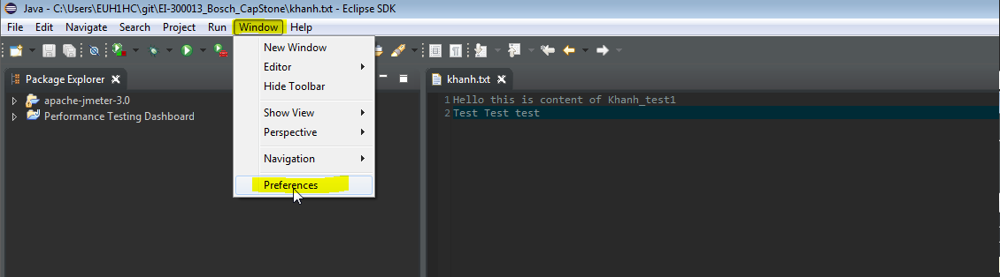 Java - C:\Users\EUH1HC\git\EI-300013_Bosch_CapStone\khanh.txt - Eclipse SDK
File Edit Navigate Search Project Run Window Help
New Window
Editor
Hide Toolbar
Show View
Perspective
Navigation
Preferences
Package Explorer
apache-jmeter-3.0
Performance Testing Dashboard
khanh.txt
1 Hello this is content of Khanh_test1
2 Test Test test